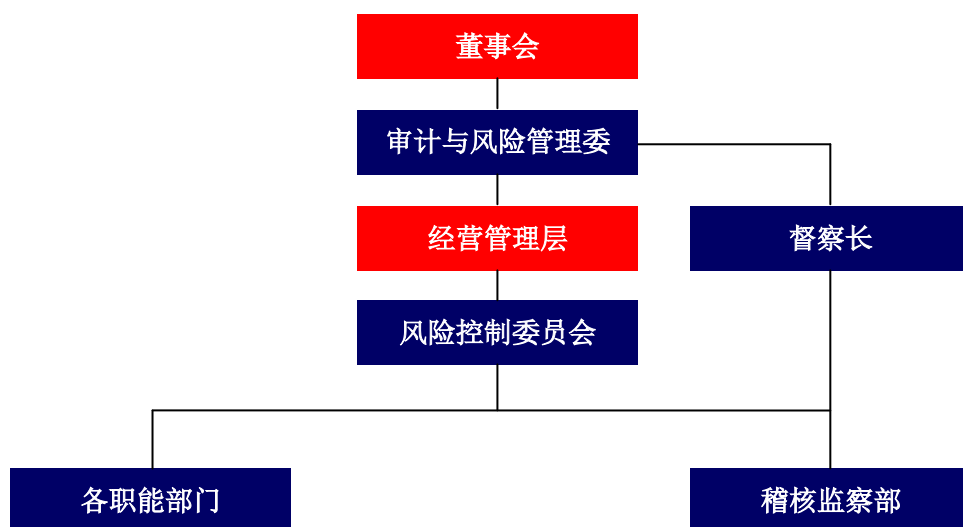 董事会
审计与风险管理委
经营管理层
督察长
风险控制委员会
各职能部门
稽核监察部